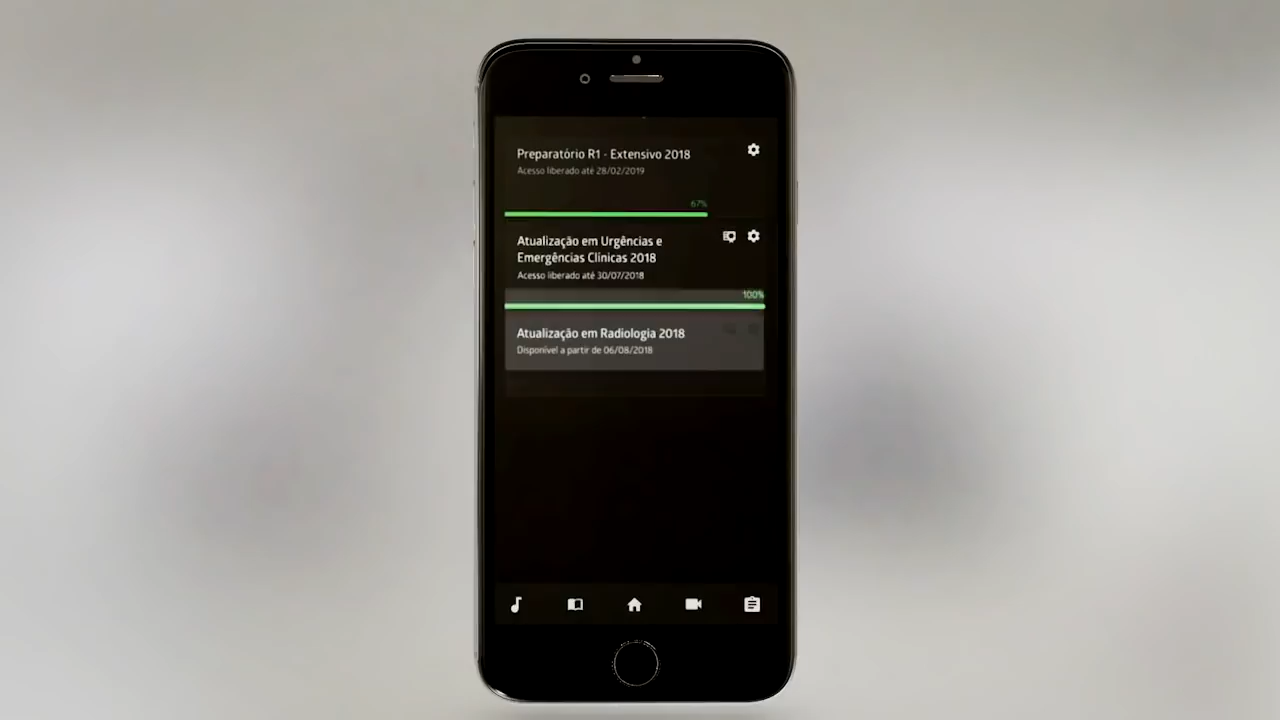 Preparatório R1 - Extensivo 2018
Acesso liberado até 28/02/2019
67%
Atualização em Urgências e
Emergências Clínicas 2018
Acesso liberado até 30/07/2018
100%
Atualização em Radiologia 2018
Disponível a partir de 06/08/2018